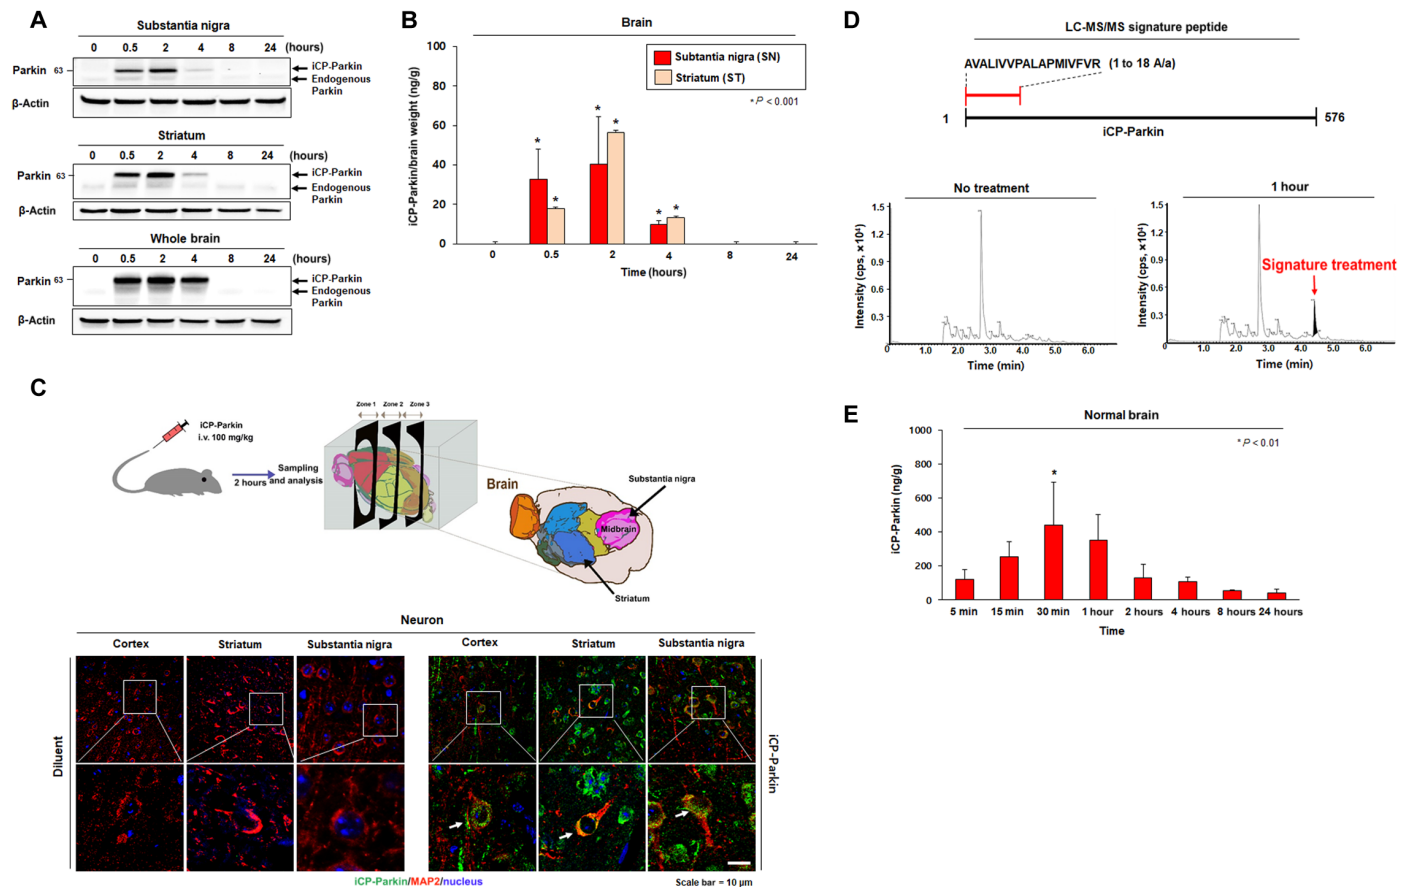 A
Substantia nigra
0 0.5 2 4 8 24 (hours)
Parkin 63
iCP-Parkin
Endogenous
Parkin
β-Actin
Striatum
0 0.5 2 4 8 24 (hours)
Parkin 63
iCP-Parkin
Endogenous
Parkin
β-Actin
Whole brain
0 0.5 2 4 8 24 (hours)
Parkin 63
iCP-Parkin
Endogenous
Parkin
β-Actin
B
Brain
iCP-Parkin/brain weight (ng/g)
100
80
60
40
20
0
Subtantia nigra (SN)
Striatum (ST)
* P < 0.001
* * * * * *
0 0.5 2 4 8 24
Time (hours)
C
iCP-Parkin
i.v. 100 mg/kg
2 hours
Sampling
and analysis
Zone 1 Zone 2 Zone 3
Brain
Substantia nigra
Midbrain
Striatum
Neuron
Cortex Striatum Substantia nigra Cortex Striatum Substantia nigra
Diluent
iCP-Parkin
iCP-Parkin/MAP2/nucleus
Scale bar = 10 µm
D
LC-MS/MS signature peptide
AVALIVVPALAPMIVFVR (1 to 18 A/a)
1 576
iCP-Parkin
No treatment
Intensity (cps, ×10⁴)
1.5
1.2
0.9
0.6
0.3
0 1.0 2.0 3.0 4.0 5.0 6.0
Time (min)
1 hour
Intensity (cps, ×10⁴)
1.5
1.2
0.9
0.6
0.3
0 1.0 2.0 3.0 4.0 5.0 6.0
Time (min)
Signature treatment
E
Normal brain
* P < 0.01
iCP-Parkin (ng/g)
1000
800
600
400
200
0
*
5 min 15 min 30 min 1 hour 2 hours 4 hours 8 hours 24 hours
Time